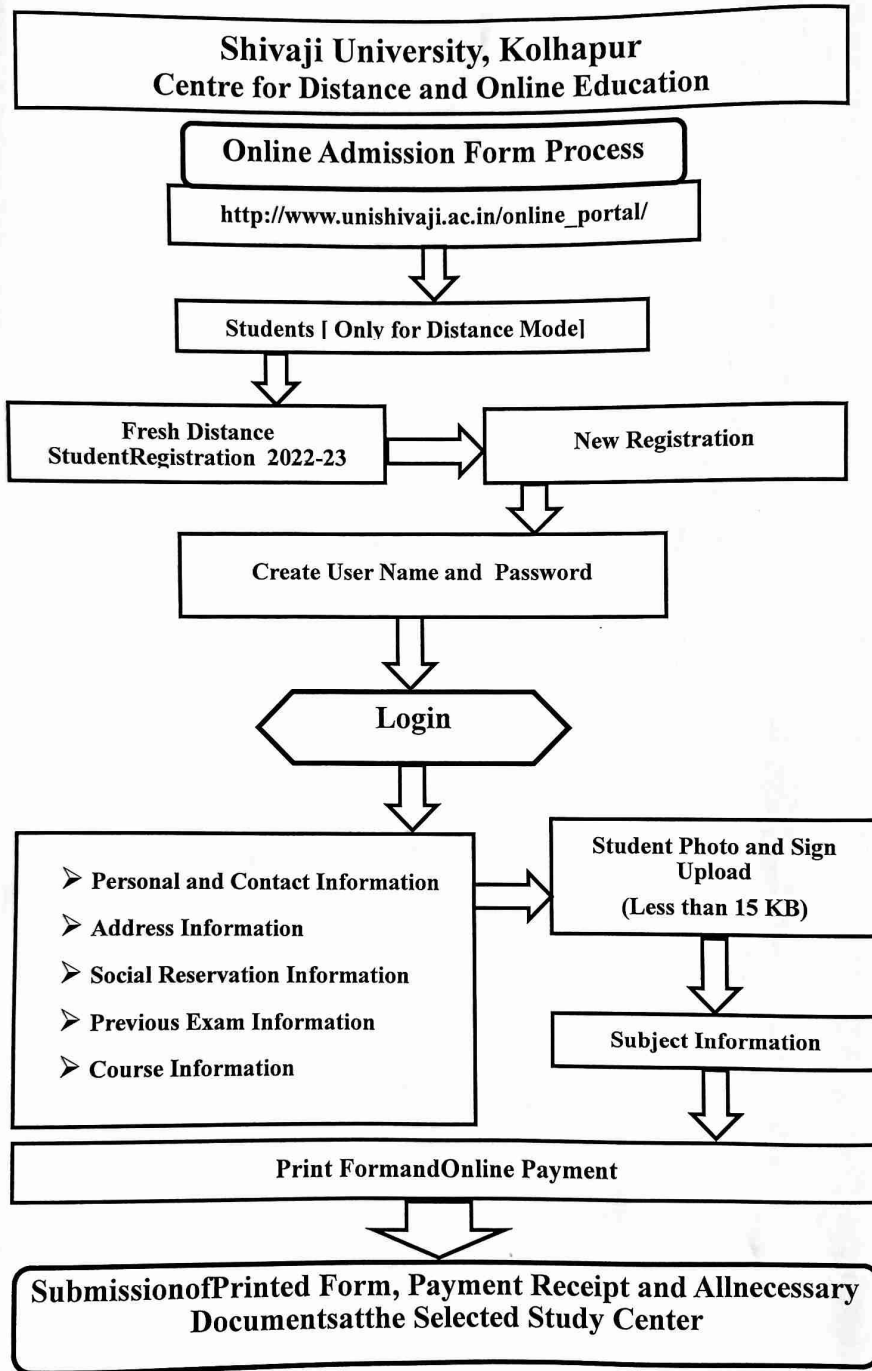 Shivaji University, Kolhapur
Centre for Distance and Online Education
Online Admission Form Process
http://www.unishivaji.ac.in/online_portal/
Students [ Only for Distance Mode]
Fresh Distance
StudentRegistration 2022-23
New Registration
Create User Name and Password
Login
➢ Personal and Contact Information
➢ Address Information
➢ Social Reservation Information
➢ Previous Exam Information
➢ Course Information
Student Photo and Sign
Upload
(Less than 15 KB)
Subject Information
Print FormandOnline Payment
SubmissionofPrinted Form, Payment Receipt and Allnecessary
Documentsatthe Selected Study Center